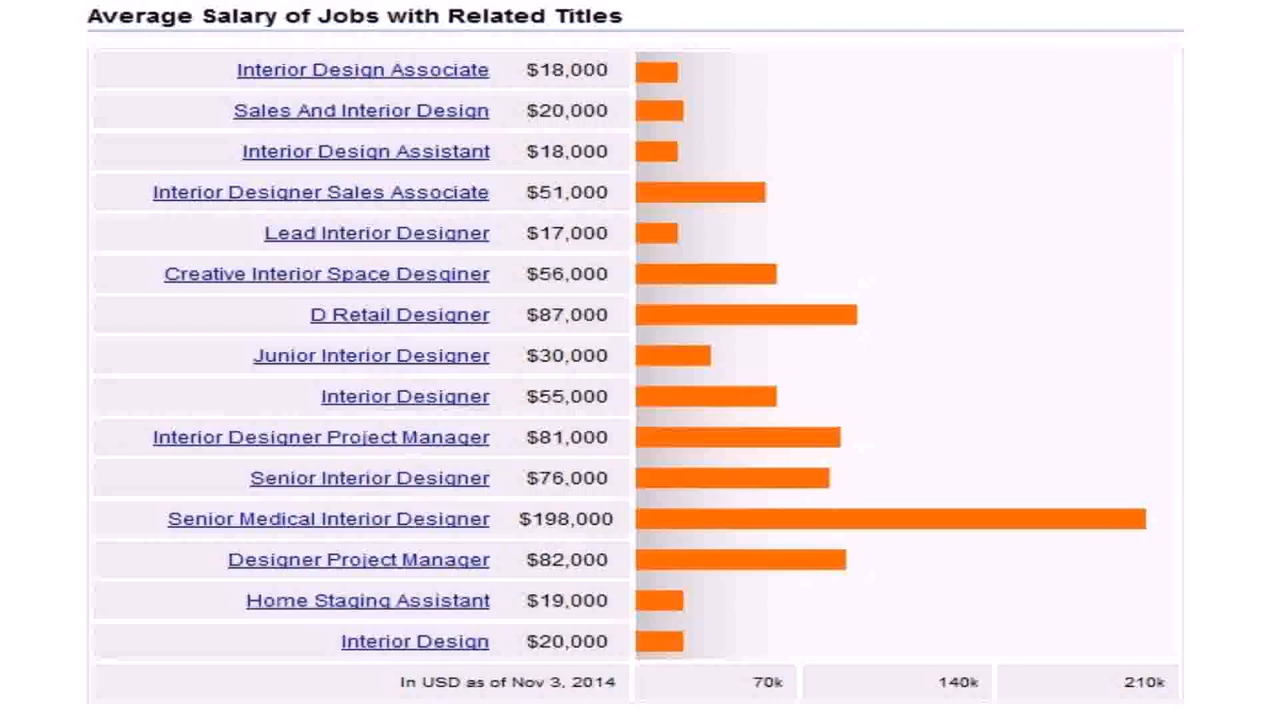 Average Salary of Jobs with Related Titles
Interior Design Associate $18,000
Sales And Interior Design $20,000
Interior Design Assistant $18,000
Interior Designer Sales Associate $51,000
Lead Interior Designer $17,000
Creative Interior Space Desginer $56,000
D Retail Designer $87,000
Junior Interior Designer $30,000
Interior Designer $55,000
Interior Designer Project Manager $81,000
Senior Interior Designer $76,000
Senior Medical Interior Designer $198,000
Designer Project Manager $82,000
Home Staging Assistant $19,000
Interior Design $20,000
In USD as of Nov 3, 2014 70k 140k 210k